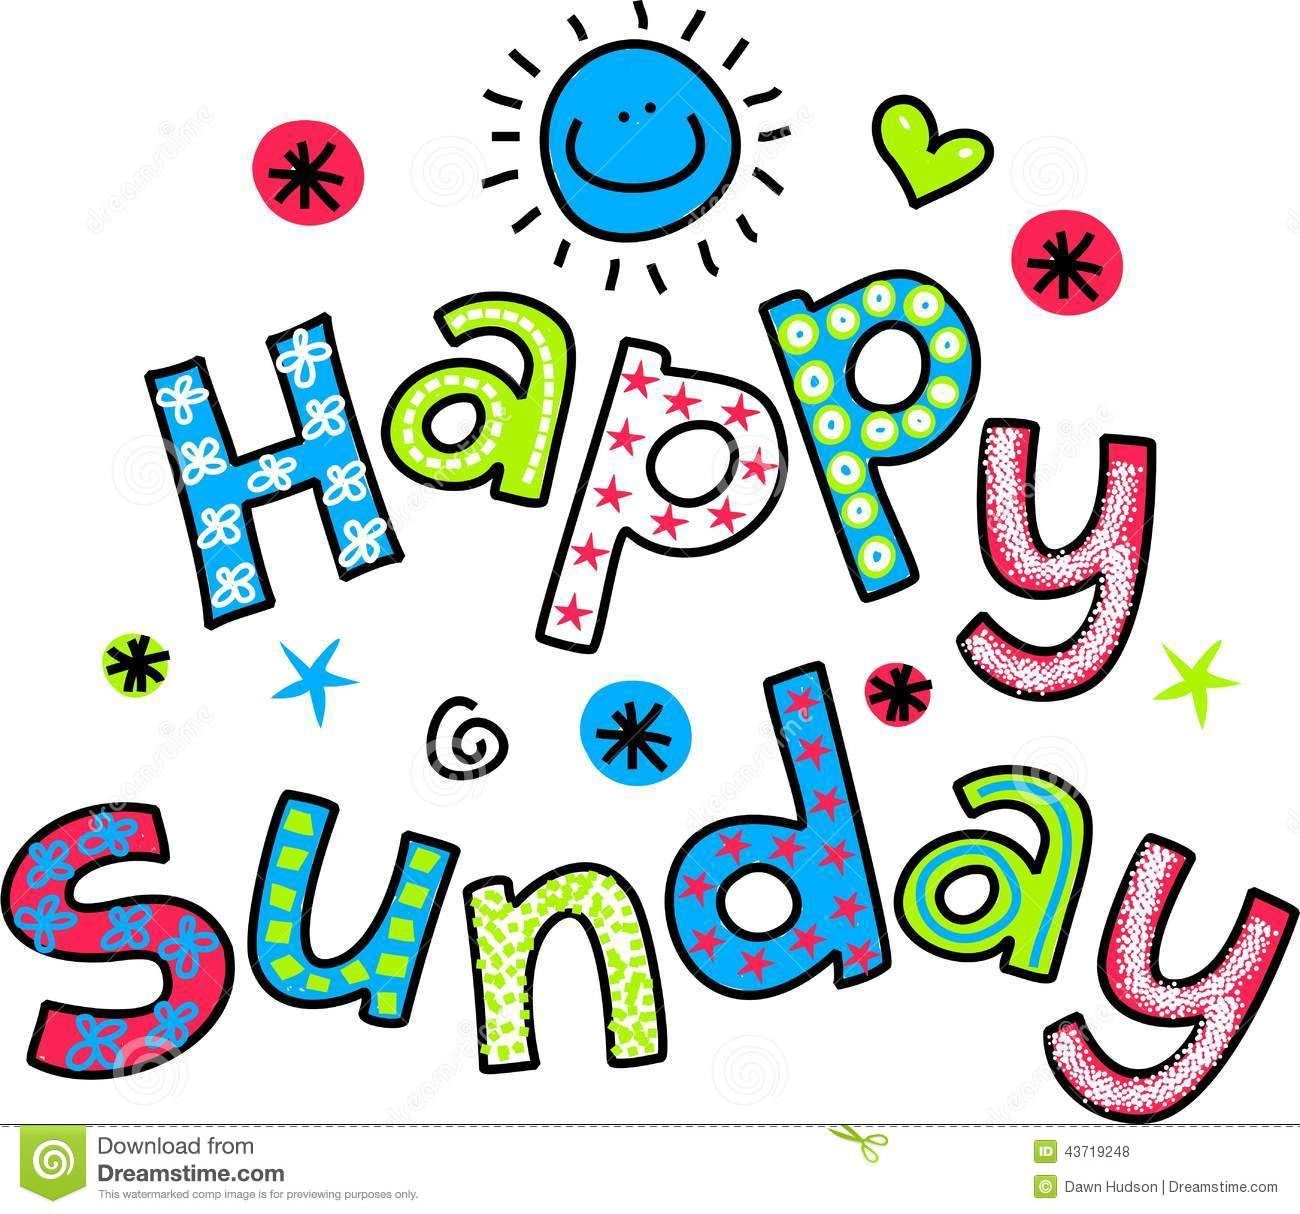 Happy
Sunday
Download from
Dreamstime.com
This watermarked comp image is for previewing purposes only.
ID 43719248
© Dawn Hudson | Dreamstime.com